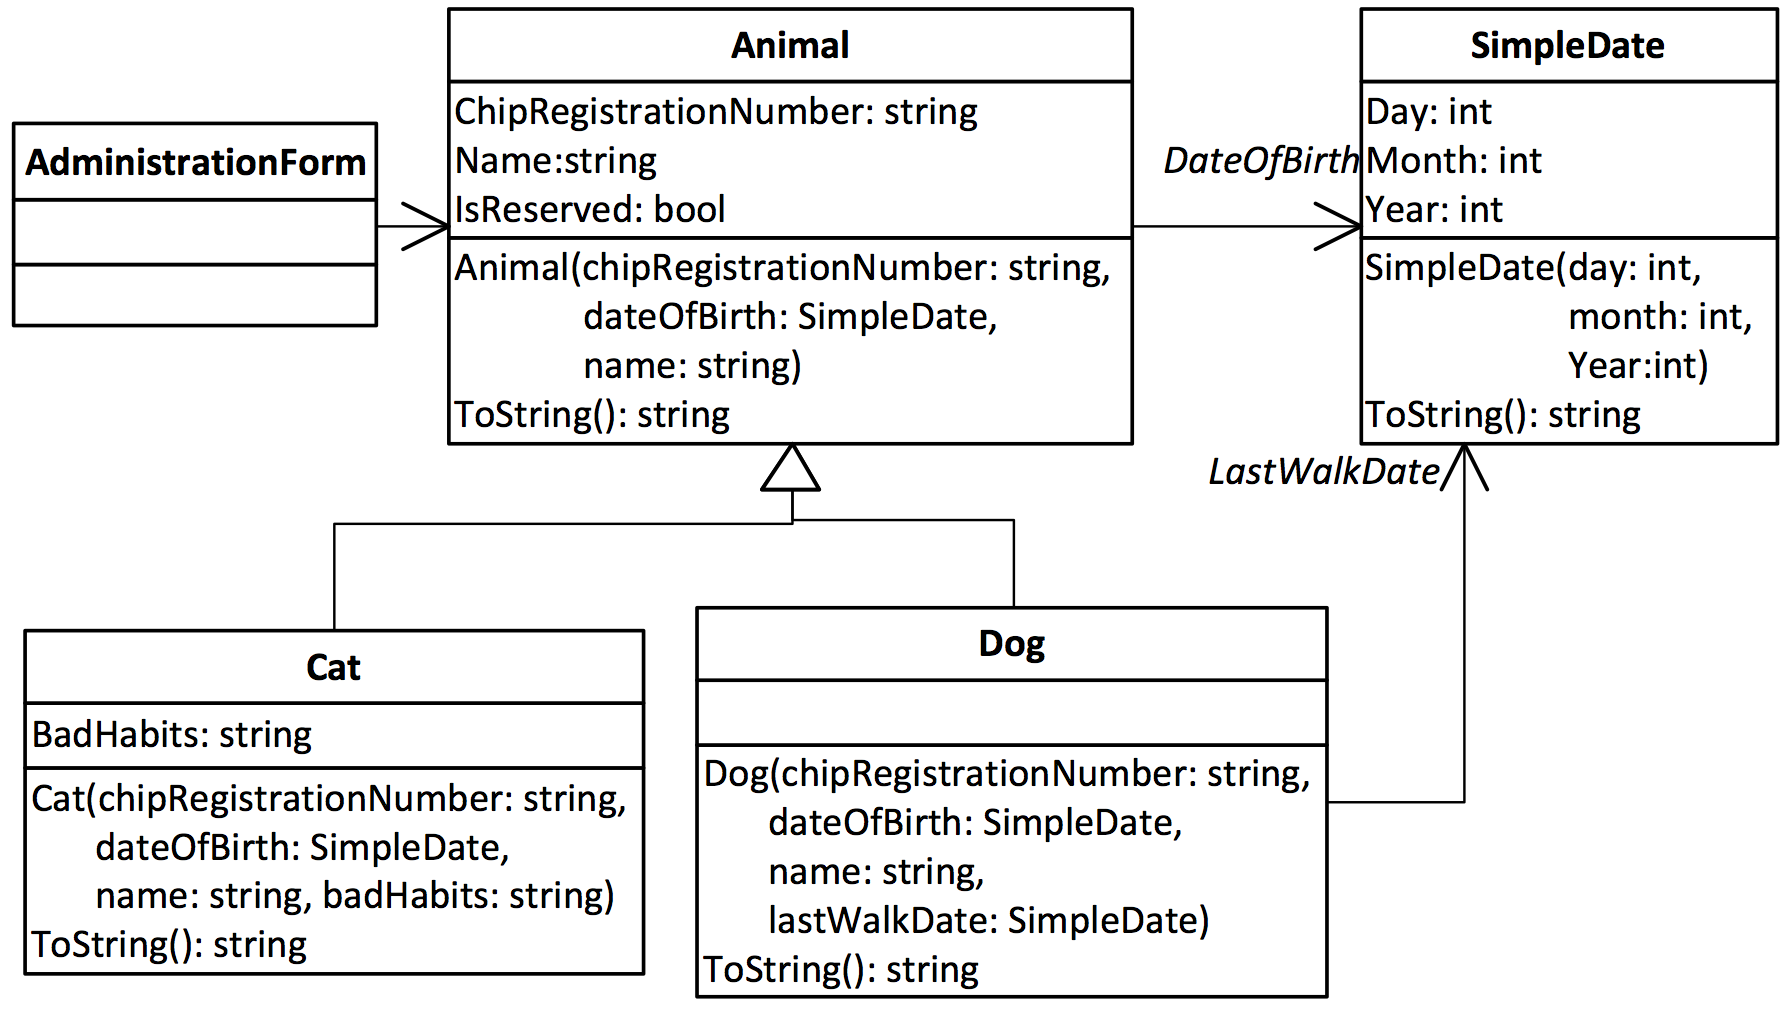 AdministrationForm
Animal
ChipRegistrationNumber: string
Name:string
IsReserved: bool
Animal(chipRegistrationNumber: string,
dateOfBirth: SimpleDate,
name: string)
ToString(): string
DateOfBirth
SimpleDate
Day: int
Month: int
Year: int
SimpleDate(day: int,
month: int,
Year:int)
ToString(): string
LastWalkDate
Cat
BadHabits: string
Cat(chipRegistrationNumber: string,
dateOfBirth: SimpleDate,
name: string, badHabits: string)
ToString(): string
Dog
Dog(chipRegistrationNumber: string,
dateOfBirth: SimpleDate,
name: string,
lastWalkDate: SimpleDate)
ToString(): string